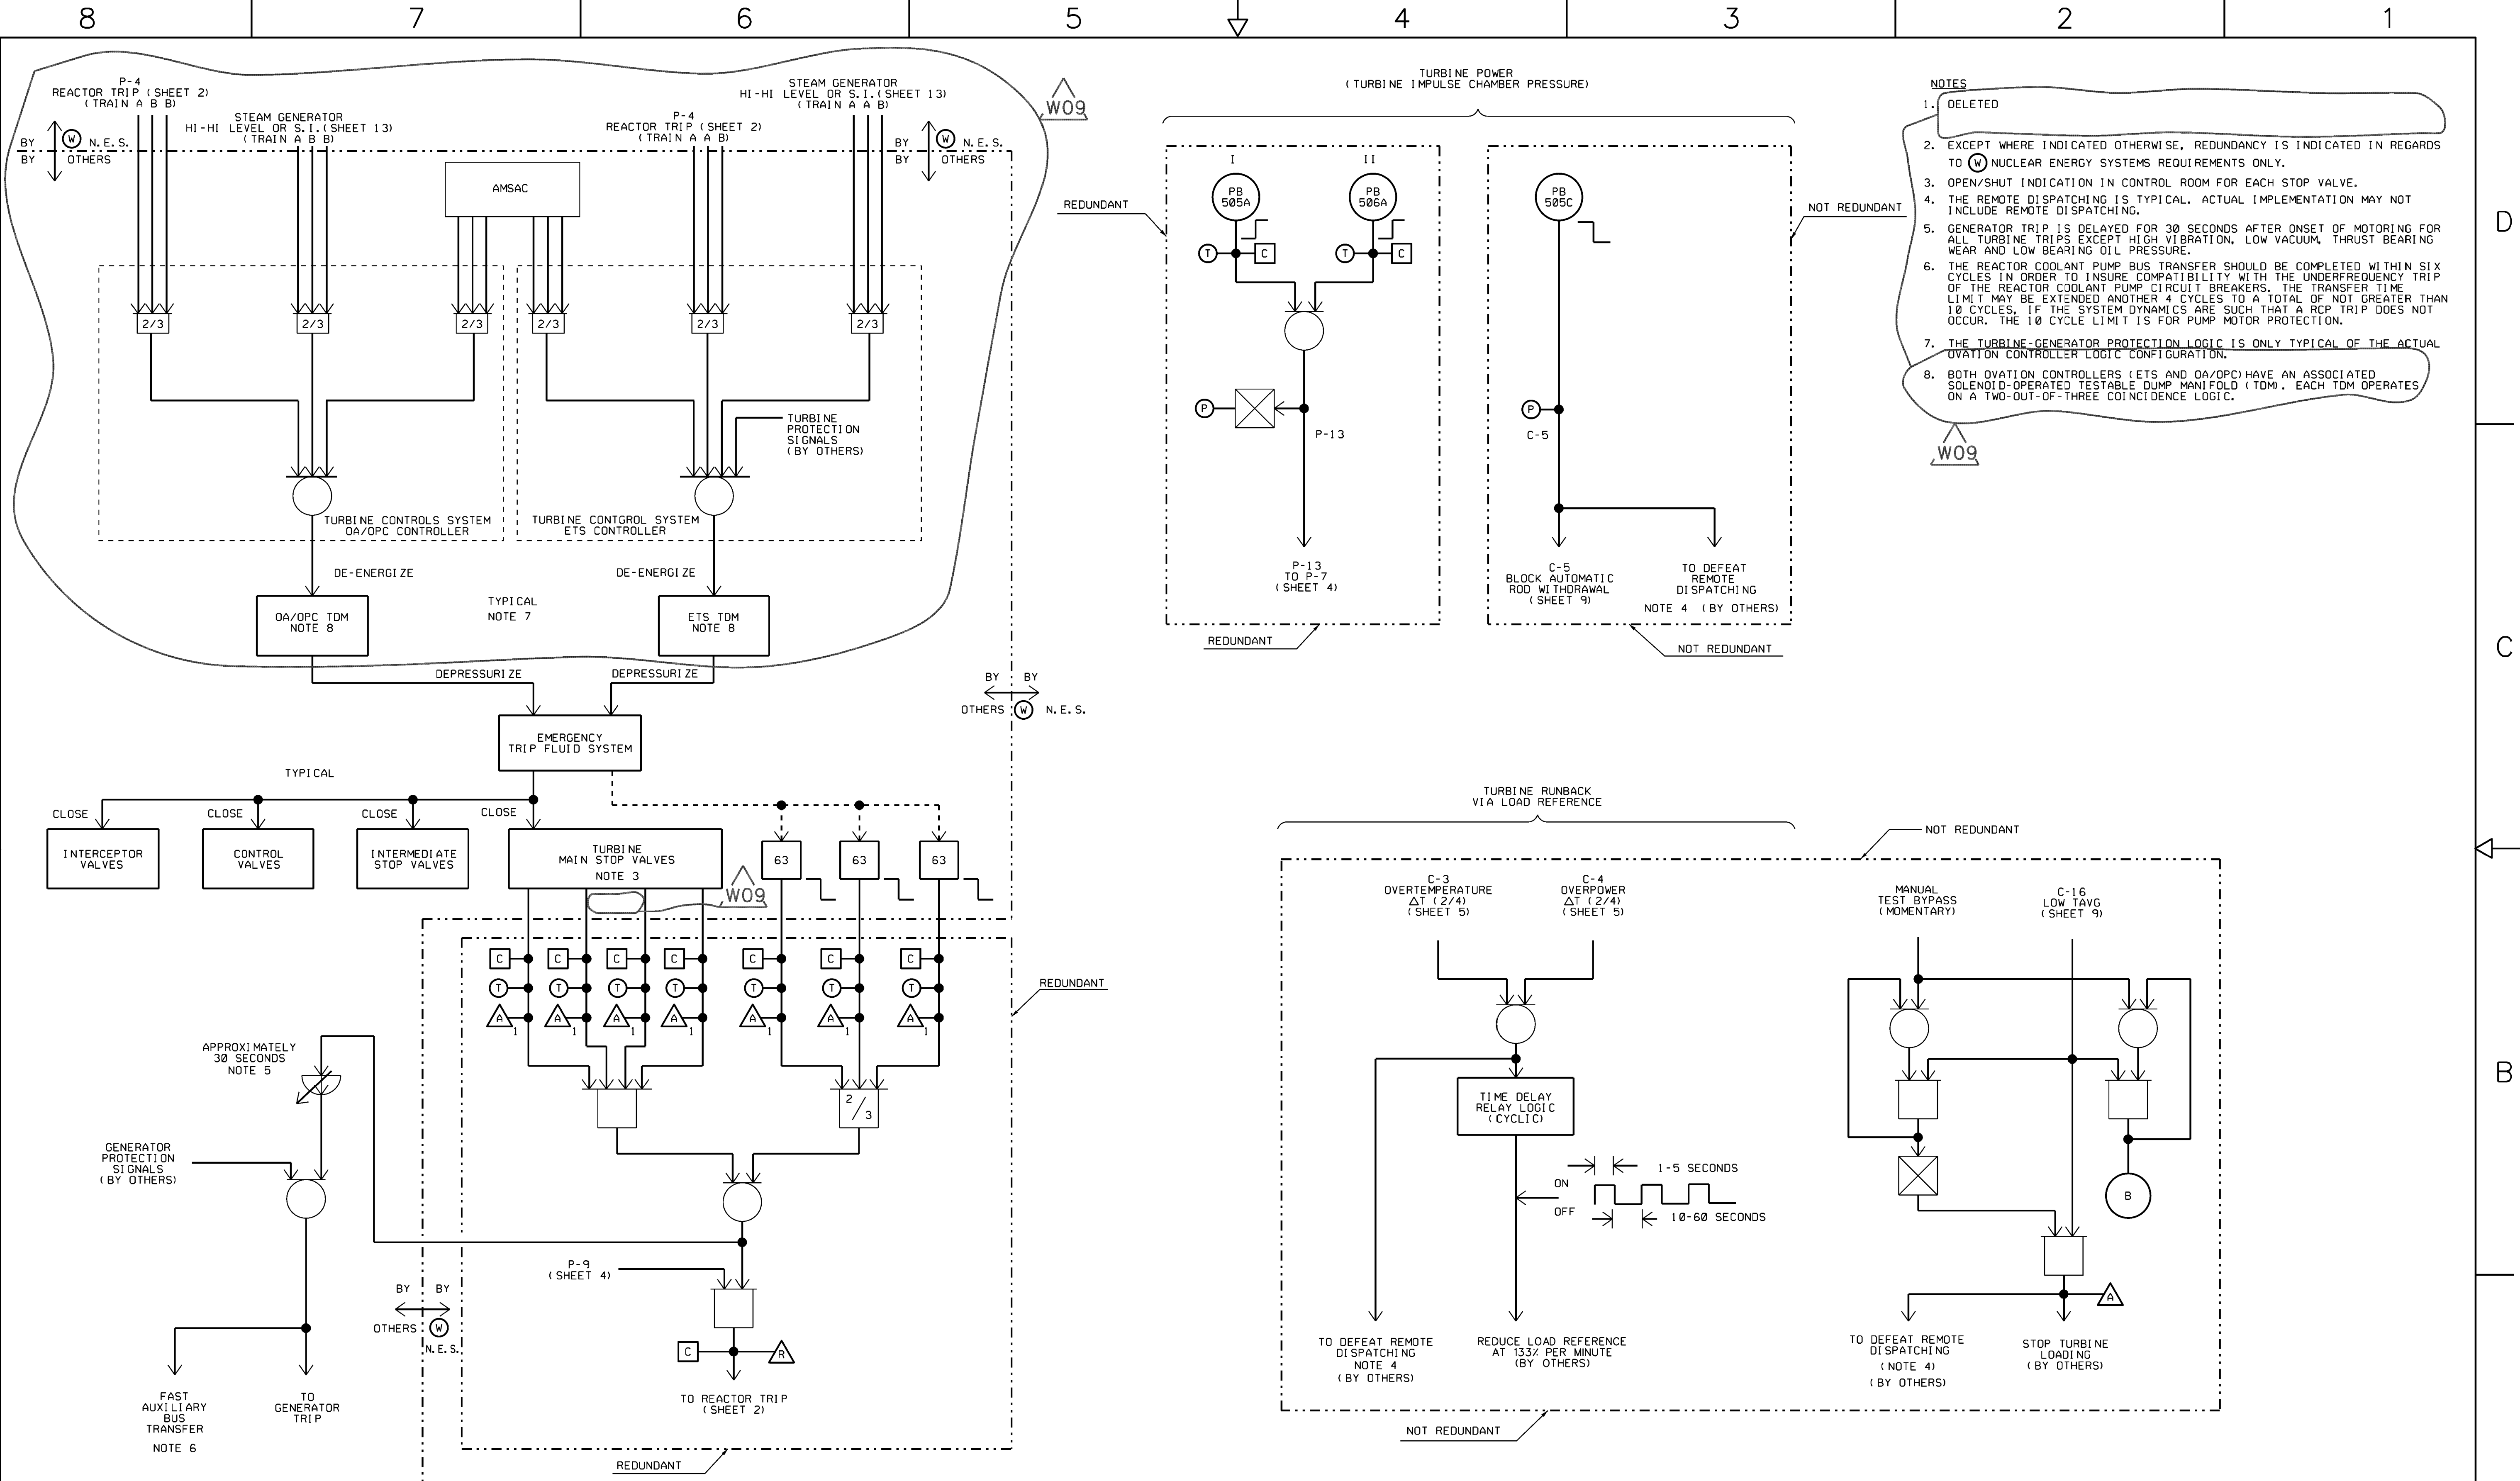 8
7
6
5
4
3
2
1
D
C
B
P-4
REACTOR TRIP (SHEET 2)
(TRAIN A B B)
STEAM GENERATOR
HI-HI LEVEL OR S.I.(SHEET 13)
(TRAIN A B B)
P-4
REACTOR TRIP (SHEET 2)
(TRAIN A A B)
STEAM GENERATOR
HI-HI LEVEL OR S.I.(SHEET 13)
(TRAIN A A B)
W09
BY
W
N.E.S.
BY
OTHERS
BY
W
N.E.S.
BY
OTHERS
AMSAC
2/3
2/3
2/3
2/3
2/3
2/3
TURBINE
PROTECTION
SIGNALS
(BY OTHERS)
TURBINE CONTROLS SYSTEM
OA/OPC CONTROLLER
TURBINE CONTGROL SYSTEM
ETS CONTROLLER
DE-ENERGIZE
DE-ENERGIZE
OA/OPC TDM
NOTE 8
TYPICAL
NOTE 7
ETS TDM
NOTE 8
DEPRESSURIZE
DEPRESSURIZE
BY
BY
OTHERS
W
N.E.S.
EMERGENCY
TRIP FLUID SYSTEM
TYPICAL
CLOSE
CLOSE
CLOSE
CLOSE
INTERCEPTOR
VALVES
CONTROL
VALVES
INTERMEDIATE
STOP VALVES
TURBINE
MAIN STOP VALVES
NOTE 3
W09
63
63
63
C
C
C
C
C
C
C
T
T
T
T
T
T
T
A
1
A
1
A
1
A
1
A
1
A
1
A
1
REDUNDANT
APPROXIMATELY
30 SECONDS
NOTE 5
2/3
GENERATOR
PROTECTION
SIGNALS
(BY OTHERS)
P-9
(SHEET 4)
BY
BY
OTHERS
W
N.E.S.
C
R
FAST
AUXILIARY
BUS
TRANSFER
NOTE 6
TO
GENERATOR
TRIP
TO REACTOR TRIP
(SHEET 2)
REDUNDANT
TURBINE POWER
(TURBINE IMPULSE CHAMBER PRESSURE)
REDUNDANT
I
II
PB
505A
PB
506A
T
C
T
C
P
P-13
P-13
TO P-7
(SHEET 4)
REDUNDANT
PB
505C
NOT REDUNDANT
P
C-5
C-5
BLOCK AUTOMATIC
ROD WITHDRAWAL
(SHEET 9)
TO DEFEAT
REMOTE
DISPATCHING
NOTE 4 (BY OTHERS)
NOT REDUNDANT
NOTES
1. DELETED
2. EXCEPT WHERE INDICATED OTHERWISE, REDUNDANCY IS INDICATED IN REGARDS
TO W NUCLEAR ENERGY SYSTEMS REQUIREMENTS ONLY.
3. OPEN/SHUT INDICATION IN CONTROL ROOM FOR EACH STOP VALVE.
4. THE REMOTE DISPATCHING IS TYPICAL. ACTUAL IMPLEMENTATION MAY NOT
INCLUDE REMOTE DISPATCHING.
5. GENERATOR TRIP IS DELAYED FOR 30 SECONDS AFTER ONSET OF MOTORING FOR
ALL TURBINE TRIPS EXCEPT HIGH VIBRATION, LOW VACUUM, THRUST BEARING
WEAR AND LOW BEARING OIL PRESSURE.
6. THE REACTOR COOLANT PUMP BUS TRANSFER SHOULD BE COMPLETED WITHIN SIX
CYCLES IN ORDER TO INSURE COMPATIBILITY WITH THE UNDERFREQUENCY TRIP
OF THE REACTOR COOLANT PUMP CIRCUIT BREAKERS. THE TRANSFER TIME
LIMIT MAY BE EXTENDED ANOTHER 4 CYCLES TO A TOTAL OF NOT GREATER THAN
10 CYCLES, IF THE SYSTEM DYNAMICS ARE SUCH THAT A RCP TRIP DOES NOT
OCCUR. THE 10 CYCLE LIMIT IS FOR PUMP MOTOR PROTECTION.
7. THE TURBINE-GENERATOR PROTECTION LOGIC IS ONLY TYPICAL OF THE ACTUAL
OVATION CONTROLLER LOGIC CONFIGURATION.
8. BOTH OVATION CONTROLLERS (ETS AND OA/OPC) HAVE AN ASSOCIATED
SOLENOID-OPERATED TESTABLE DUMP MANIFOLD (TDM). EACH TDM OPERATES
ON A TWO-OUT-OF-THREE COINCIDENCE LOGIC.
W09
TURBINE RUNBACK
VIA LOAD REFERENCE
NOT REDUNDANT
C-3
OVERTEMPERATURE
ΔT (2/4)
(SHEET 5)
C-4
OVERPOWER
ΔT (2/4)
(SHEET 5)
MANUAL
TEST BYPASS
(MOMENTARY)
C-16
LOW TAVG
(SHEET 9)
TIME DELAY
RELAY LOGIC
(CYCLIC)
1-5 SECONDS
ON
OFF
10-60 SECONDS
B
A
TO DEFEAT REMOTE
DISPATCHING
NOTE 4
(BY OTHERS)
REDUCE LOAD REFERENCE
AT 133% PER MINUTE
(BY OTHERS)
TO DEFEAT REMOTE
DISPATCHING
(NOTE 4)
(BY OTHERS)
STOP TURBINE
LOADING
(BY OTHERS)
NOT REDUNDANT